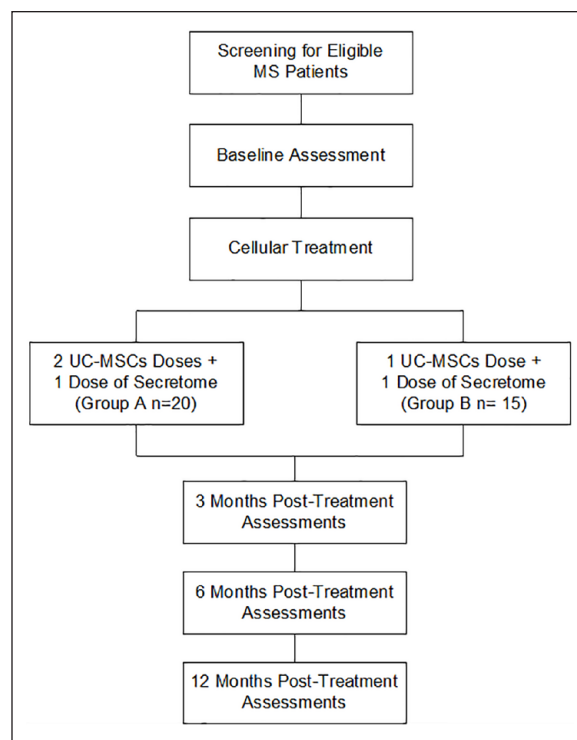 Screening for Eligible
MS Patients
Baseline Assessment
Cellular Treatment
2 UC-MSCs Doses +
1 Dose of Secretome
(Group A n=20)
1 UC-MSCs Dose +
1 Dose of Secretome
(Group B n= 15)
3 Months Post-Treatment
Assessments
6 Months Post-Treatment
Assessments
12 Months Post-Treatment
Assessments